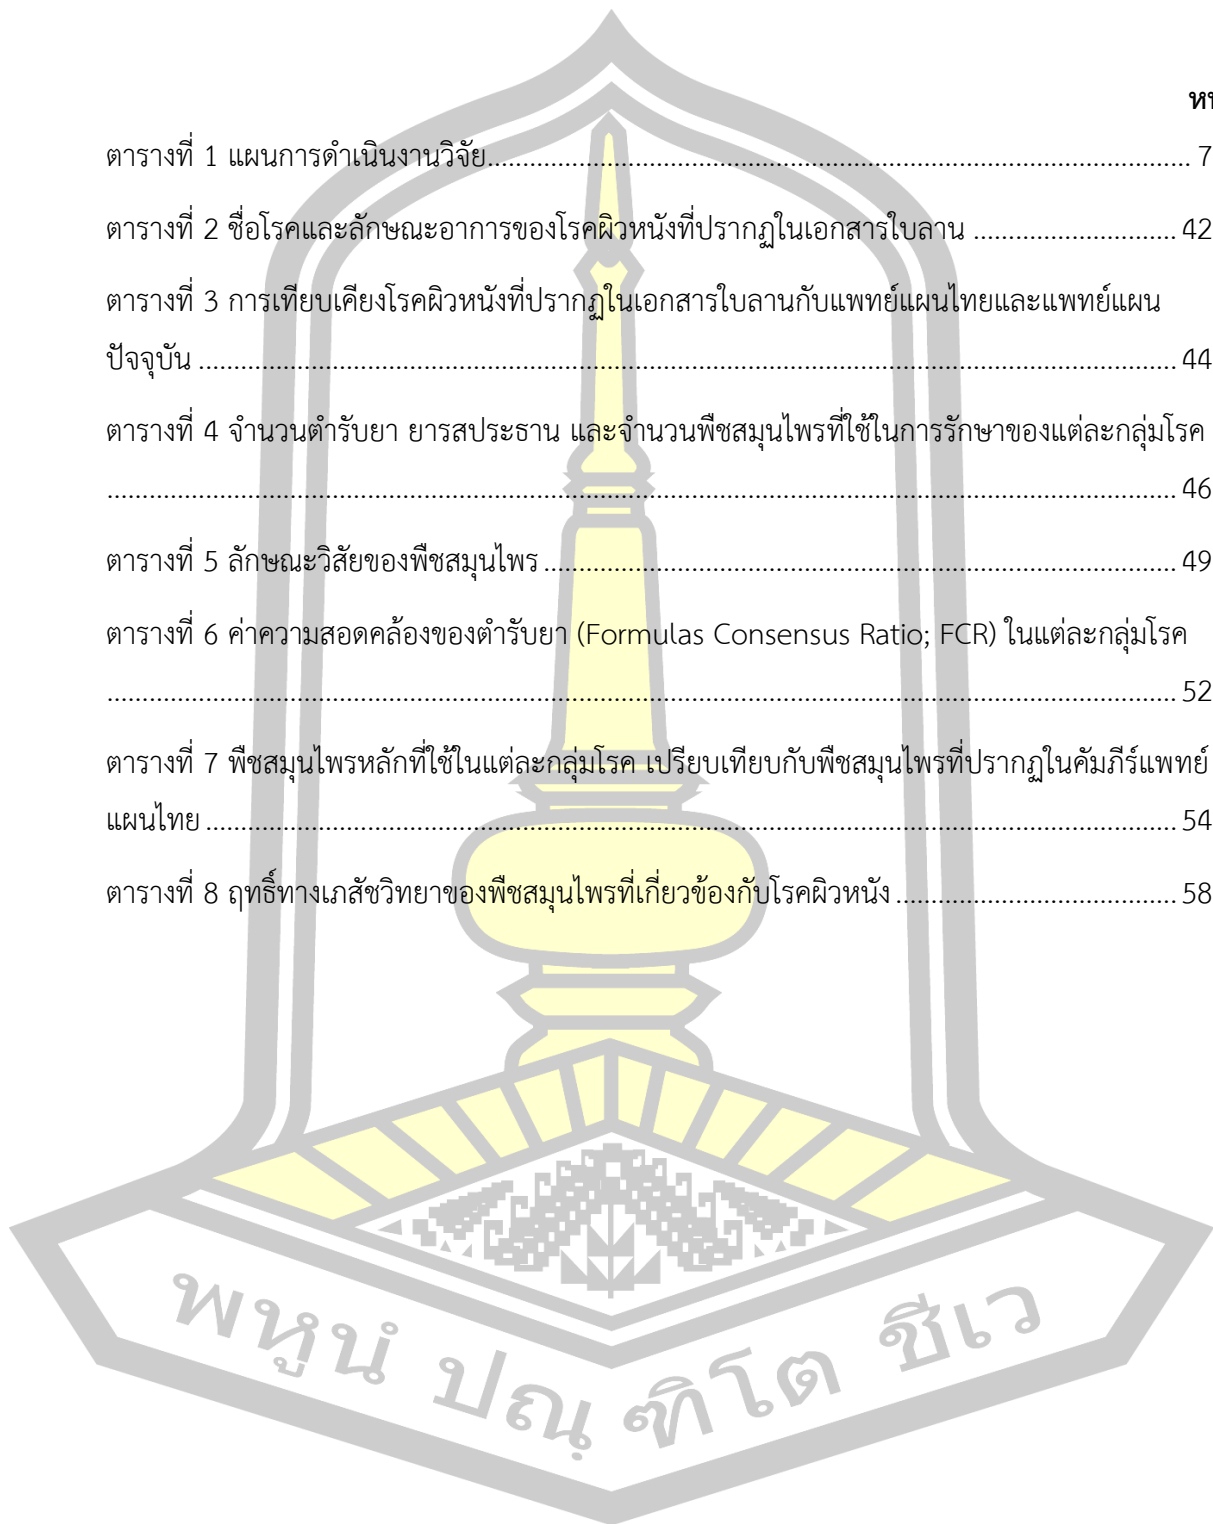 ตารางที่ 1 แผนการดำเนินงานวิจัย.......................................................................................... 7
ตารางที่ 2 ชื่อโรคและลักษณะอาการของโรคผิวหนังที่ปรากฏในเอกสารใบลาน .......................... 42
ตารางที่ 3 การเทียบเคียงโรคผิวหนังที่ปรากฏในเอกสารใบลานกับแพทย์แผนไทยและแพทย์แผน
ปัจจุบัน ............................................................................................................................. 44
ตารางที่ 4 จำนวนตำรับยา ยารสประธาน และจำนวนพืชสมุนไพรที่ใช้ในการรักษาของแต่ละกลุ่มโรค
......................................................................................................................................... 46
ตารางที่ 5 ลักษณะวิสัยของพืชสมุนไพร ................................................................................. 49
ตารางที่ 6 ค่าความสอดคล้องของตำรับยา (Formulas Consensus Ratio; FCR) ในแต่ละกลุ่มโรค
......................................................................................................................................... 52
ตารางที่ 7 พืชสมุนไพรหลักที่ใช้ในแต่ละกลุ่มโรค เปรียบเทียบกับพืชสมุนไพรที่ปรากฏในคัมภีร์แพทย์
แผนไทย ............................................................................................................................ 54
ตารางที่ 8 ฤทธิ์ทางเภสัชวิทยาของพืชสมุนไพรที่เกี่ยวข้องกับโรคผิวหนัง .................................... 58
พหูนํ ปณฺฑิโต ชีเว